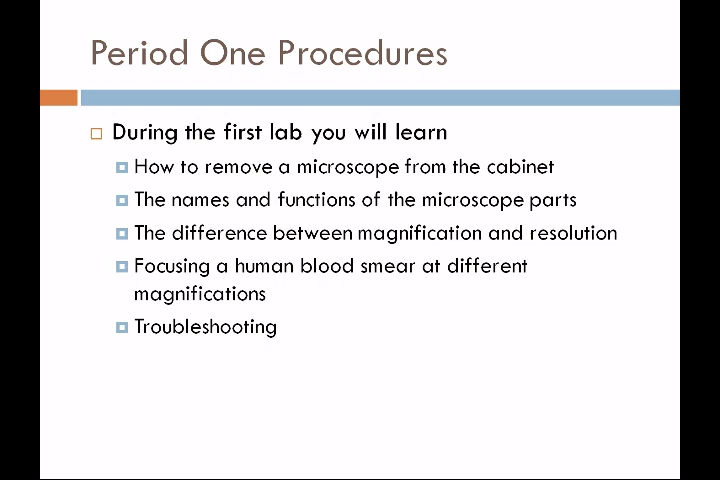 Period One Procedures
During the first lab you will learn
How to remove a microscope from the cabinet
The names and functions of the microscope parts
The difference between magnification and resolution
Focusing a human blood smear at different
magnifications
Troubleshooting